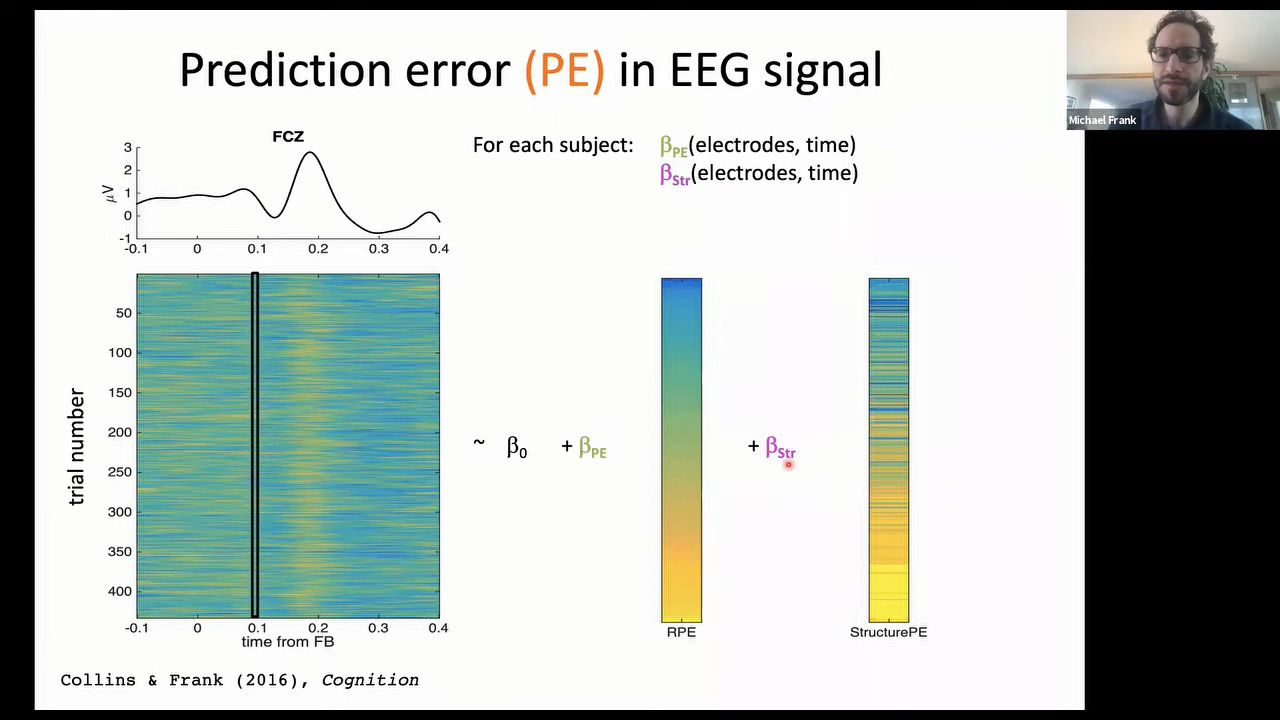 Prediction error (PE) in EEG signal
Michael Frank
FCZ
For each subject: βPE(electrodes, time)
βStr(electrodes, time)
3
2
1
0
-1
μV
-0.1 0 0.1 0.2 0.3 0.4
50
100
150
200
250
300
350
400
trial number
~ β0 + βPE + βStr
-0.1 0 0.1 0.2 0.3 0.4
time from FB
RPE
StructurePE
Collins & Frank (2016), Cognition